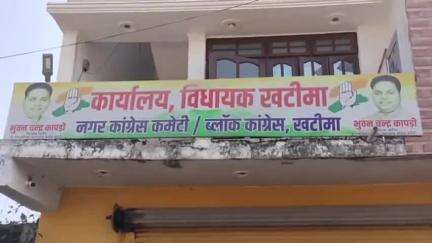 कार्यालय, विधायक खटीमा
नगर कांग्रेस कमेटी / ब्लॉक कांग्रेस, खटीमा
भुवन चन्द्र कापड़ी
भुवन चन्द्र कापड़ी